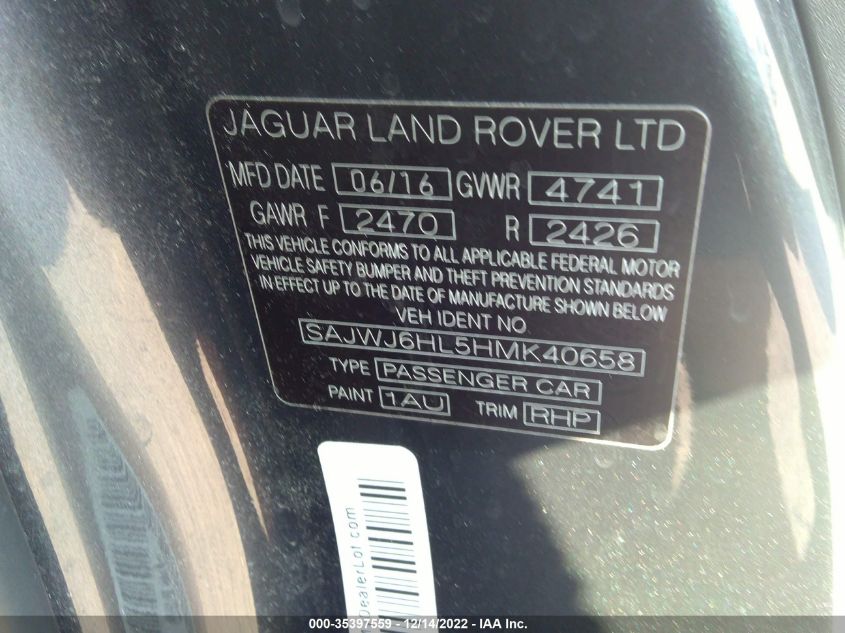 JAGUAR LAND ROVER LTD
MFD DATE 06/16 GVWR 4741
GAWR F 2470 R 2426
THIS VEHICLE CONFORMS TO ALL APPLICABLE FEDERAL MOTOR
VEHICLE SAFETY BUMPER AND THEFT PREVENTION STANDARDS
IN EFFECT UP TO THE DATE OF MANUFACTURE SHOWN BELOW
VEH IDENT NO
SAJWJ6HL5HMK40658
TYPE PASSENGER CAR
PAINT 1AU TRIM RHP
DealerLot.com
000-35397559 - 12/14/2022 - IAA Inc.